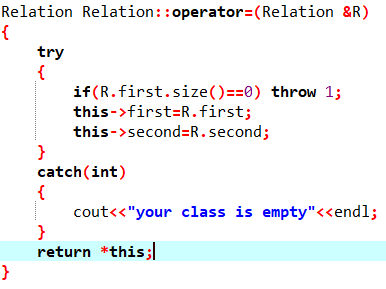 Relation Relation::operator=(Relation &R)
{
    try
    {
        if(R.first.size()==0) throw 1;
        this->first=R.first;
        this->second=R.second;
    }
    catch(int)
    {
        cout<<"your class is empty"<<endl;
    }
    return *this;
}